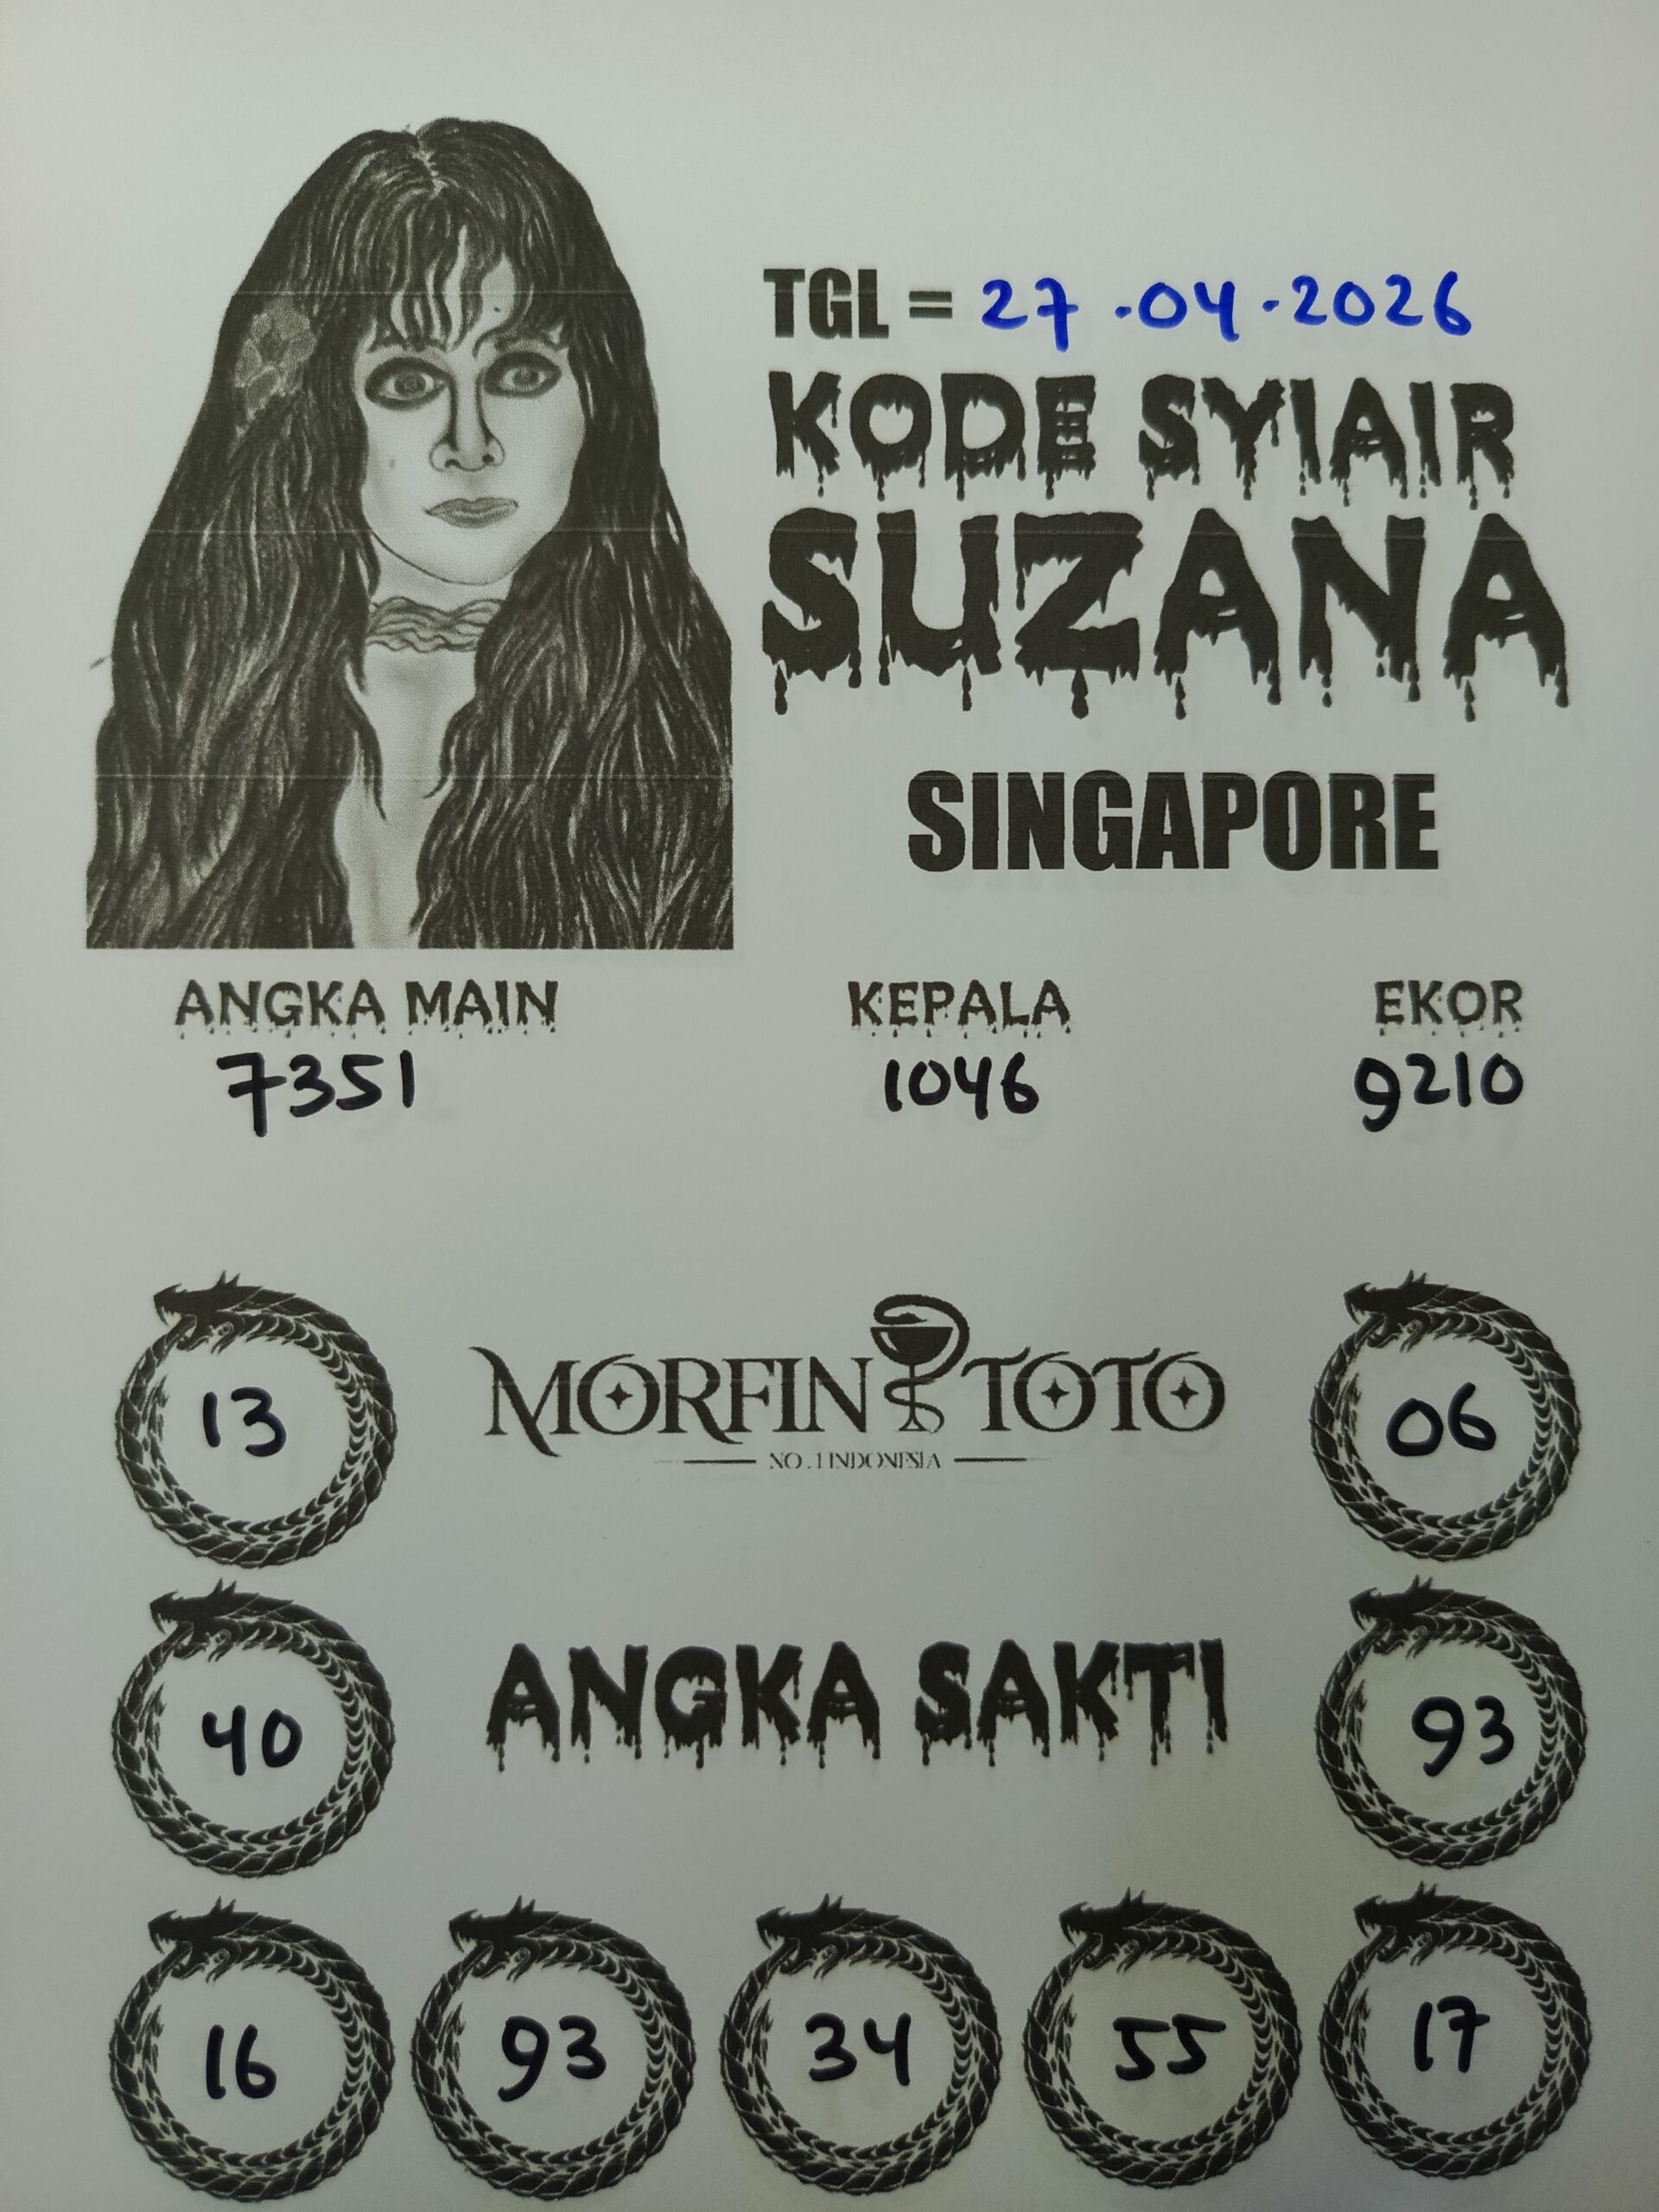 TGL = 27.04.2026
KODE SYIAIR
SUZANA
SINGAPORE
ANGKA MAIN KEPALA EKOR
7351 1046 9210
13 MORFIN TOTO 06
NO.1 INDONESIA
40 ANGKA SAKTI 93
16 93 34 55 17